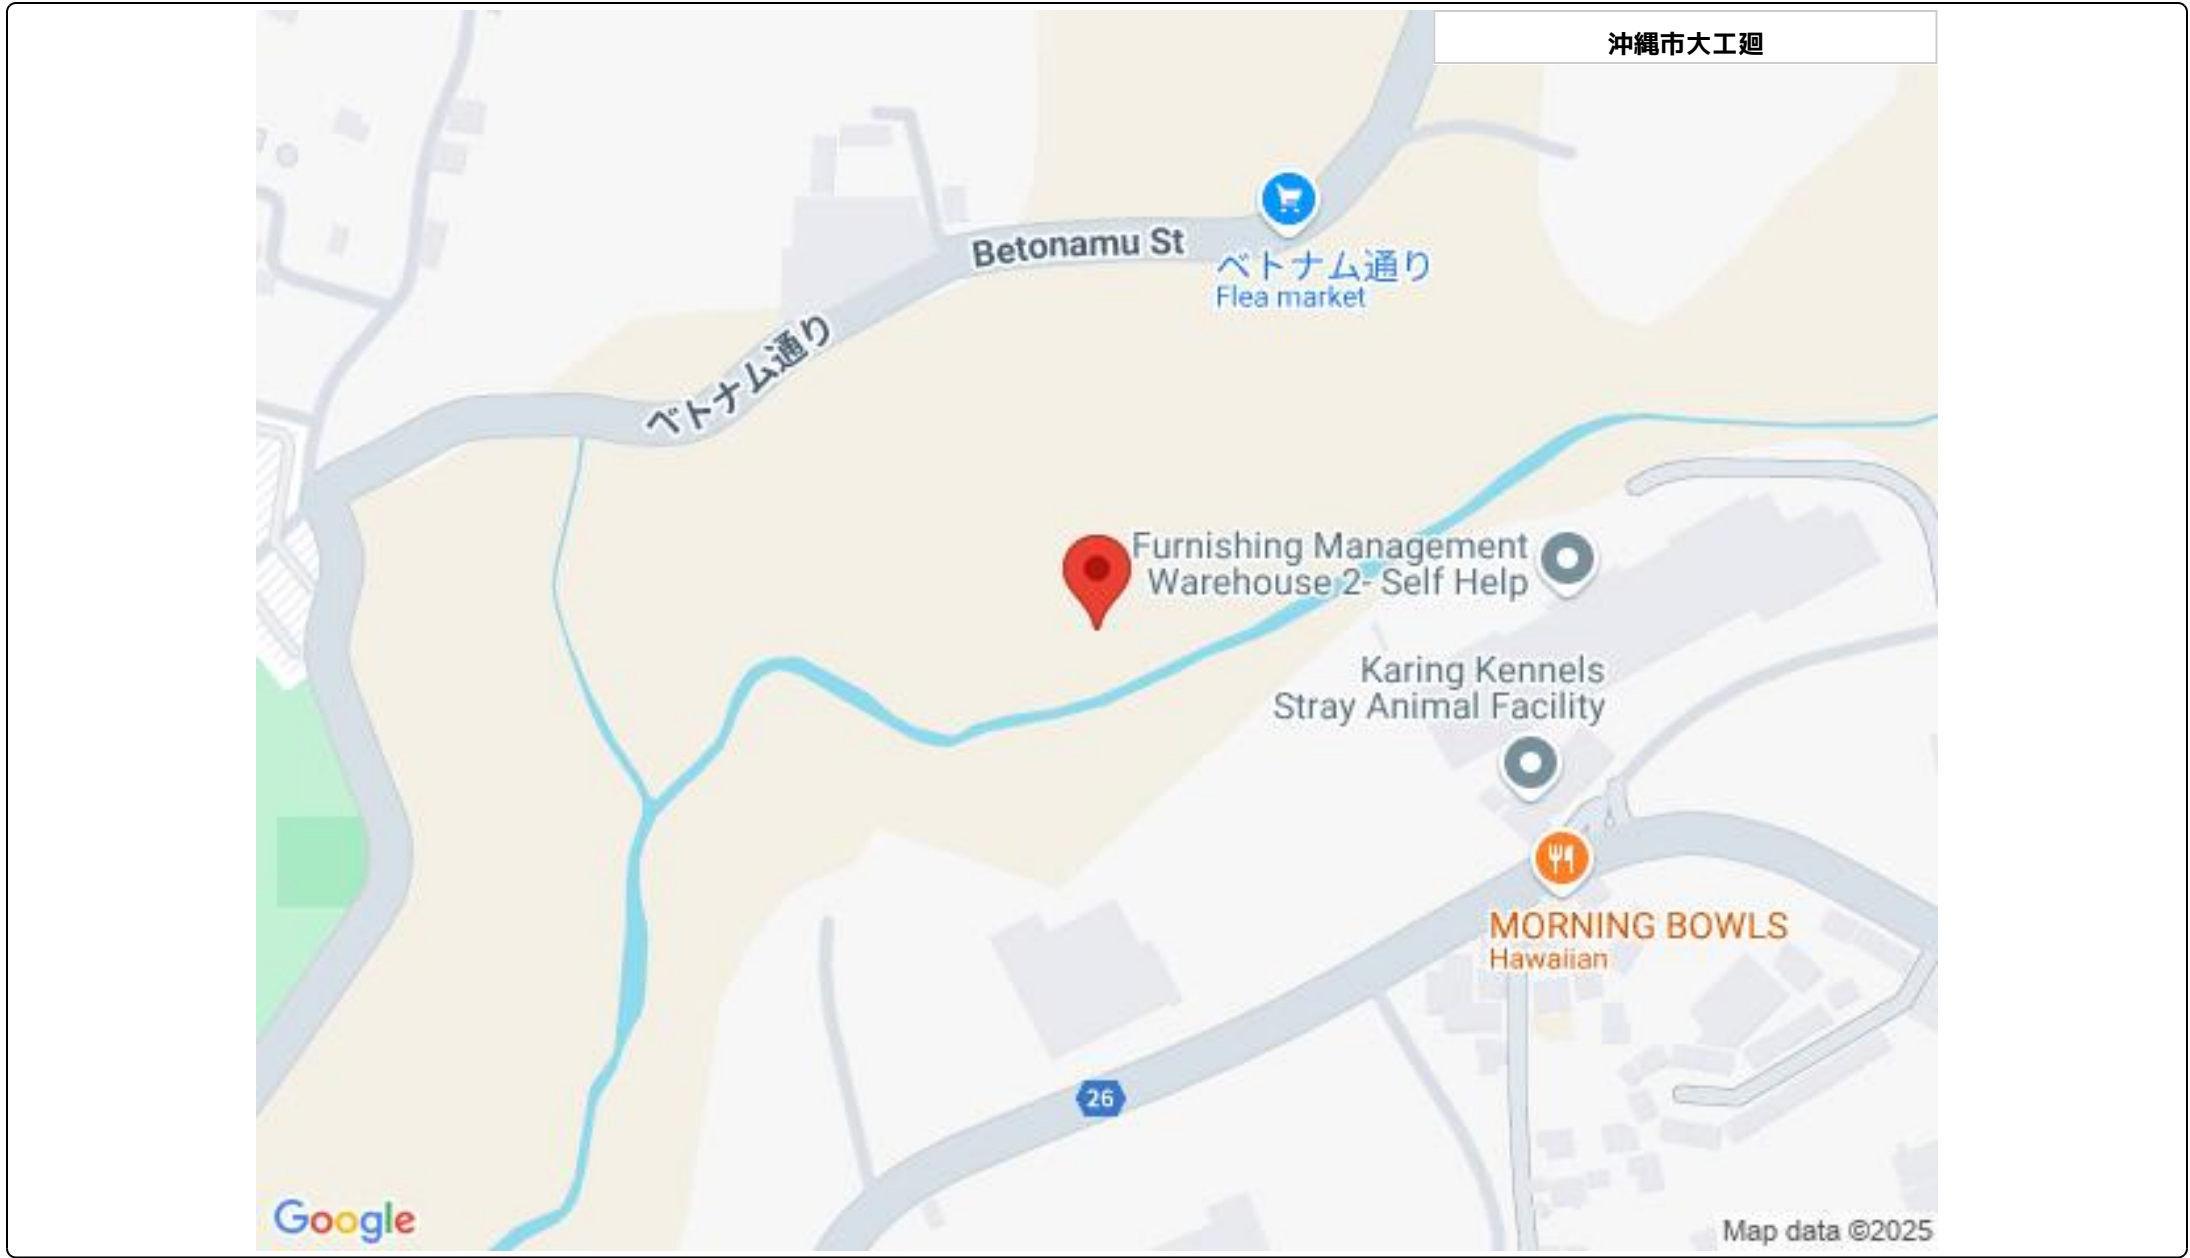 沖縄市大工廻
Betonamu St
ベトナム通り
Flea market
ベトナム通り
Furnishing Management
Warehouse 2- Self Help
Karing Kennels
Stray Animal Facility
MORNING BOWLS
Hawaiian
26
Google
Map data ©2025